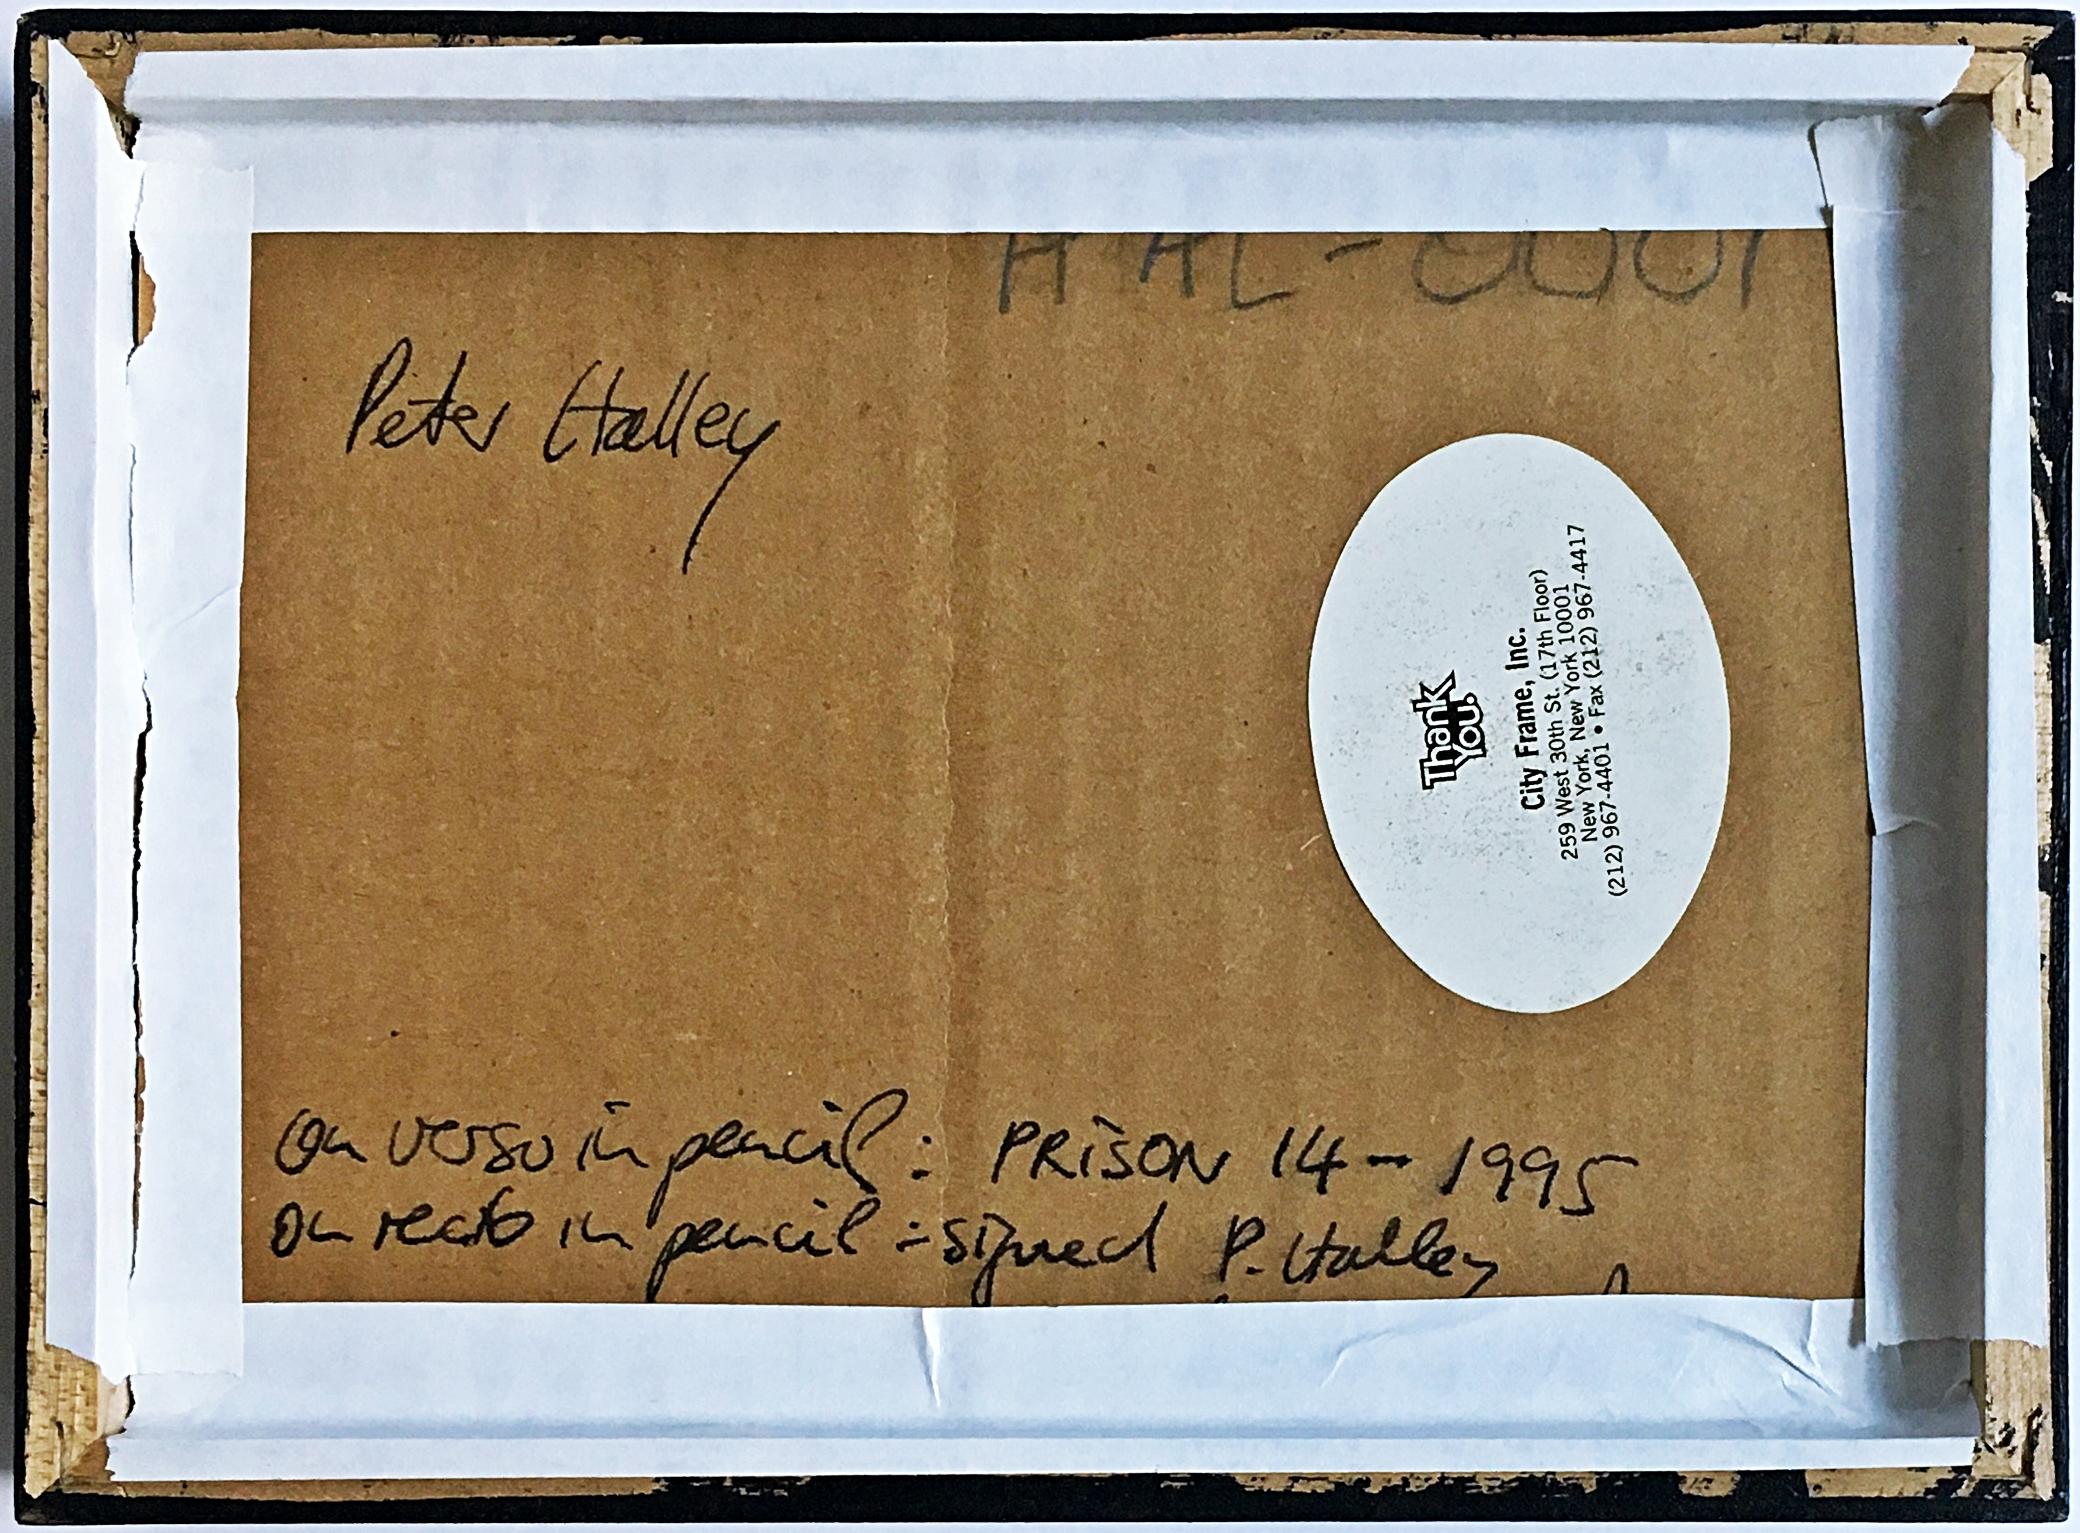 HAL-0001
Peter Halley
Thank
You.
City Frame, Inc.
259 West 30th St. (17th Floor)
New York, New York 10001
(212) 967-4401 • Fax (212) 967-4417
on verso in pencil: PRISON 14 - 1995
on recto in pencil: signed P. Halley